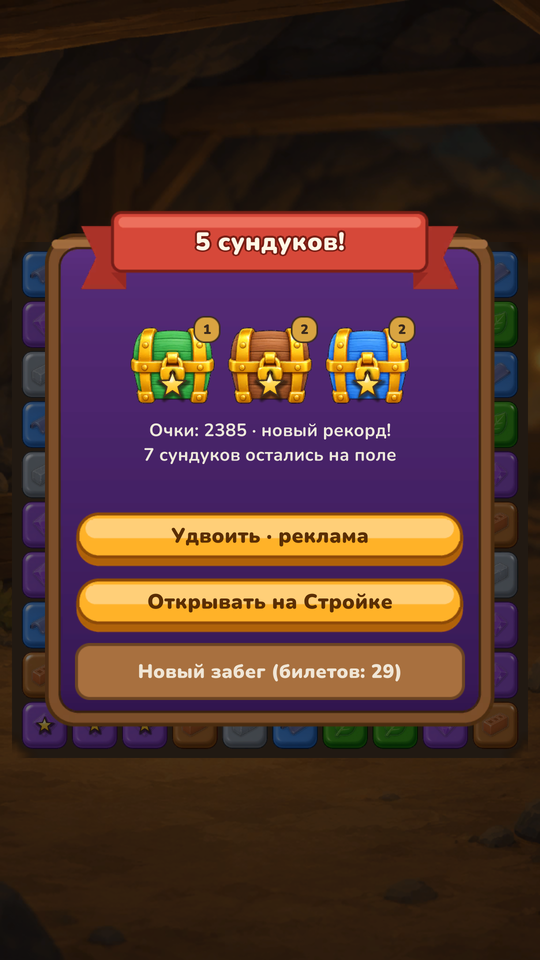 5 сундуков!
1
2
2
Очки: 2385 · новый рекорд!
7 сундуков остались на поле
Удвоить · реклама
Открывать на Стройке
Новый забег (билетов: 29)